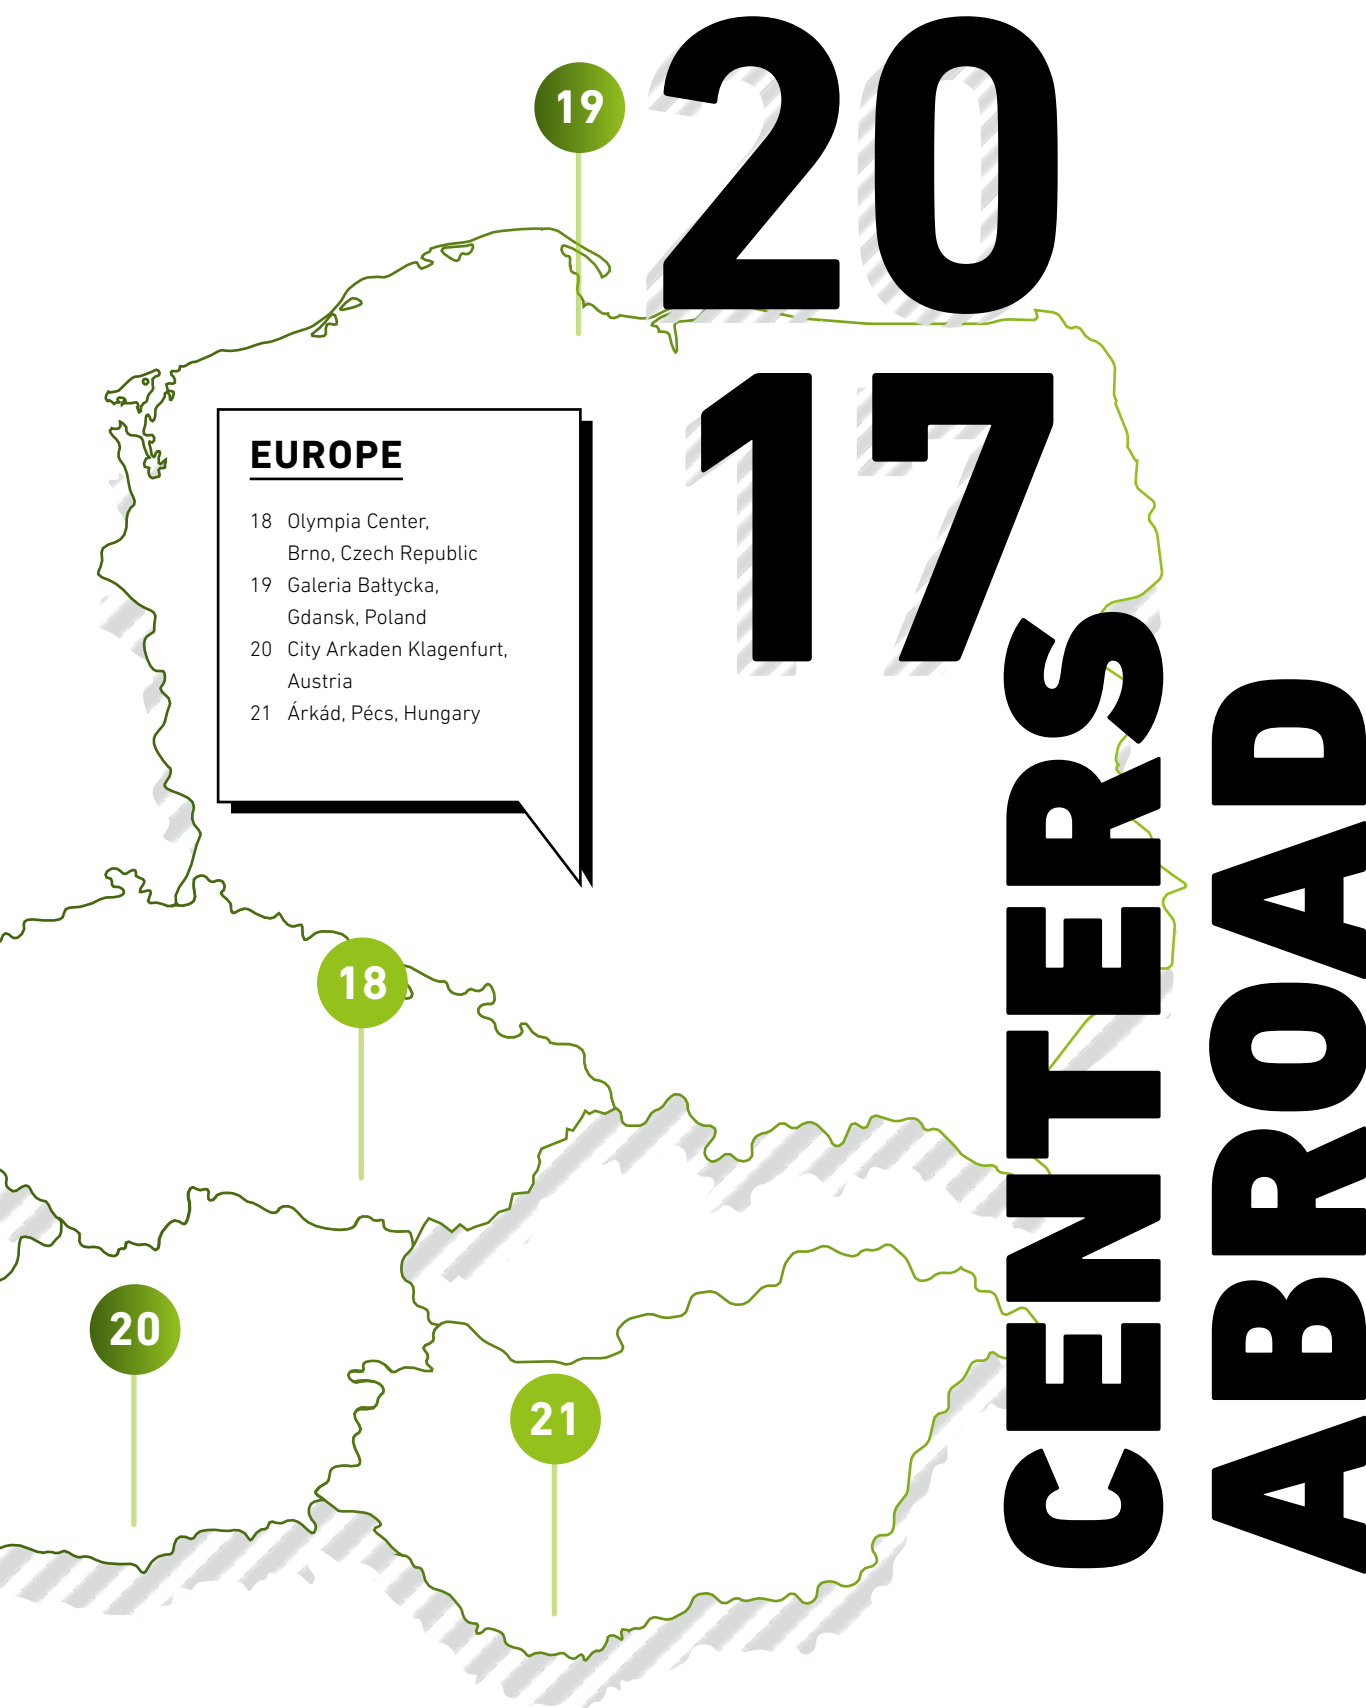 20
17
CENTERS
ABROAD
19
EUROPE
18 Olympia Center,
Brno, Czech Republic
19 Galeria Bałtycka,
Gdansk, Poland
20 City Arkaden Klagenfurt,
Austria
21 Árkád, Pécs, Hungary
18
20
21